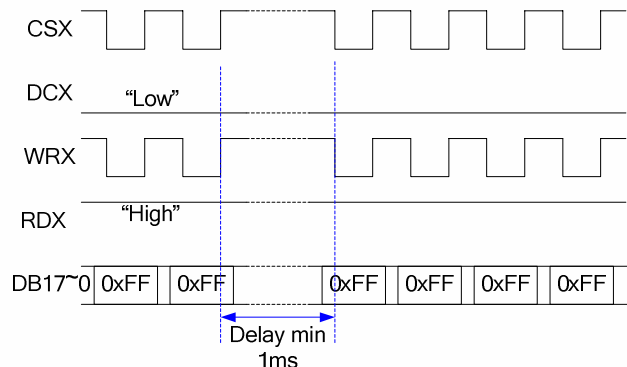 CSX
DCX "Low"
WRX
RDX "High"
DB17~0 0xFF 0xFF 0xFF 0xFF 0xFF 0xFF
Delay min
1ms